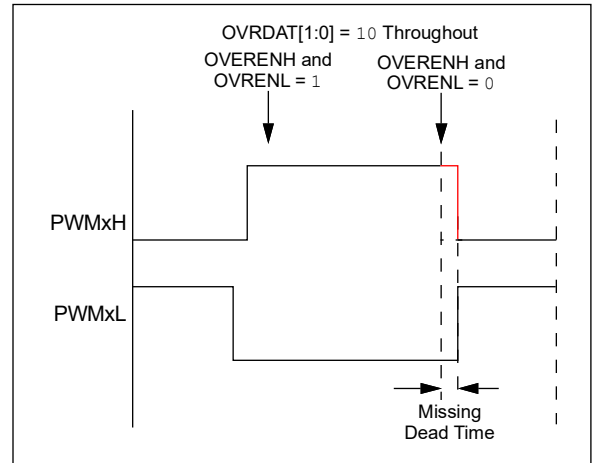 OVRDAT[1:0] = 10 Throughout
OVERENH and
OVRENL = 1
OVERENH and
OVRENL = 0
PWMxH
PWMxL
Missing
Dead Time